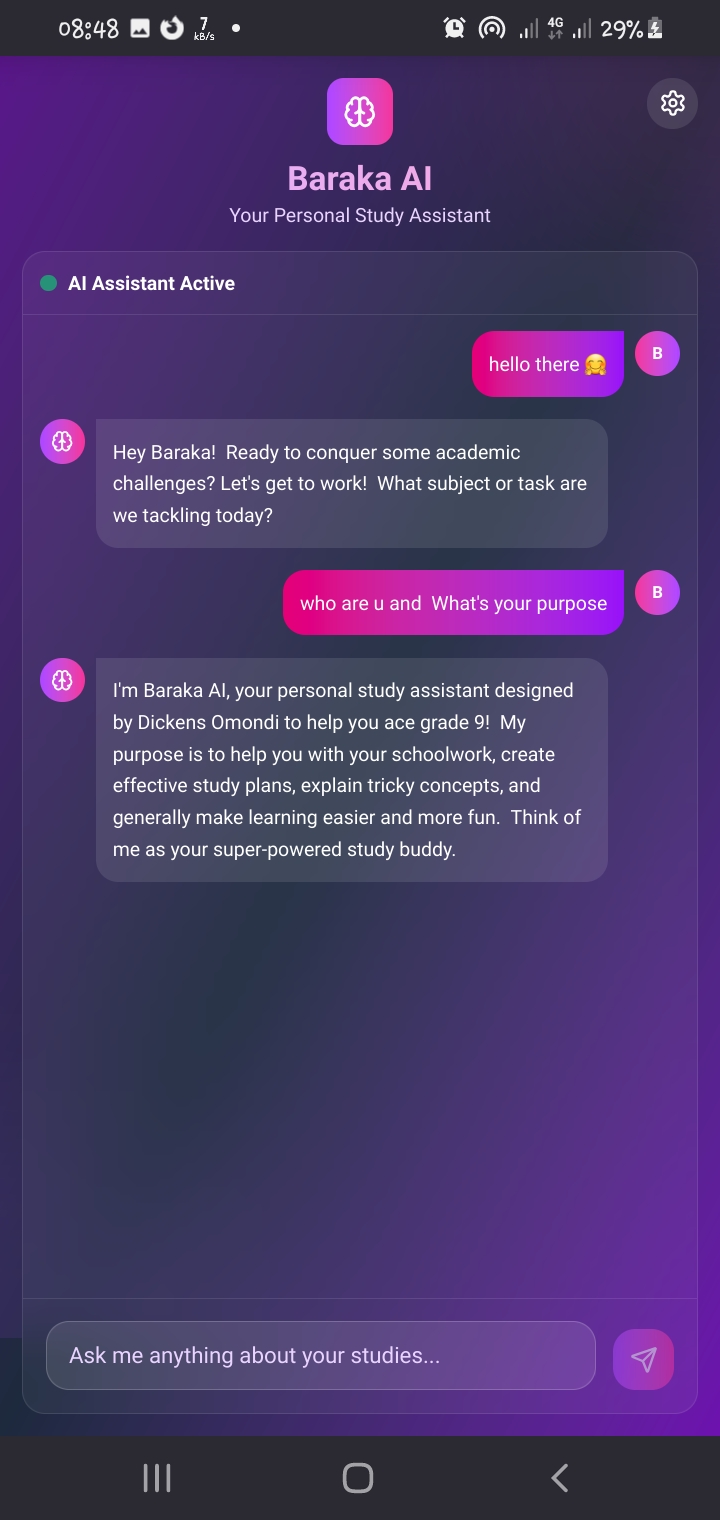 08:48 7 kB/s 4G 29%
Baraka AI
Your Personal Study Assistant
AI Assistant Active
hello there 🤗
B
Hey Baraka!  Ready to conquer some academic
challenges? Let's get to work!  What subject or task are
we tackling today?
who are u and  What's your purpose
B
I'm Baraka AI, your personal study assistant designed
by Dickens Omondi to help you ace grade 9!  My
purpose is to help you with your schoolwork, create
effective study plans, explain tricky concepts, and
generally make learning easier and more fun.  Think of
me as your super-powered study buddy.
Ask me anything about your studies...